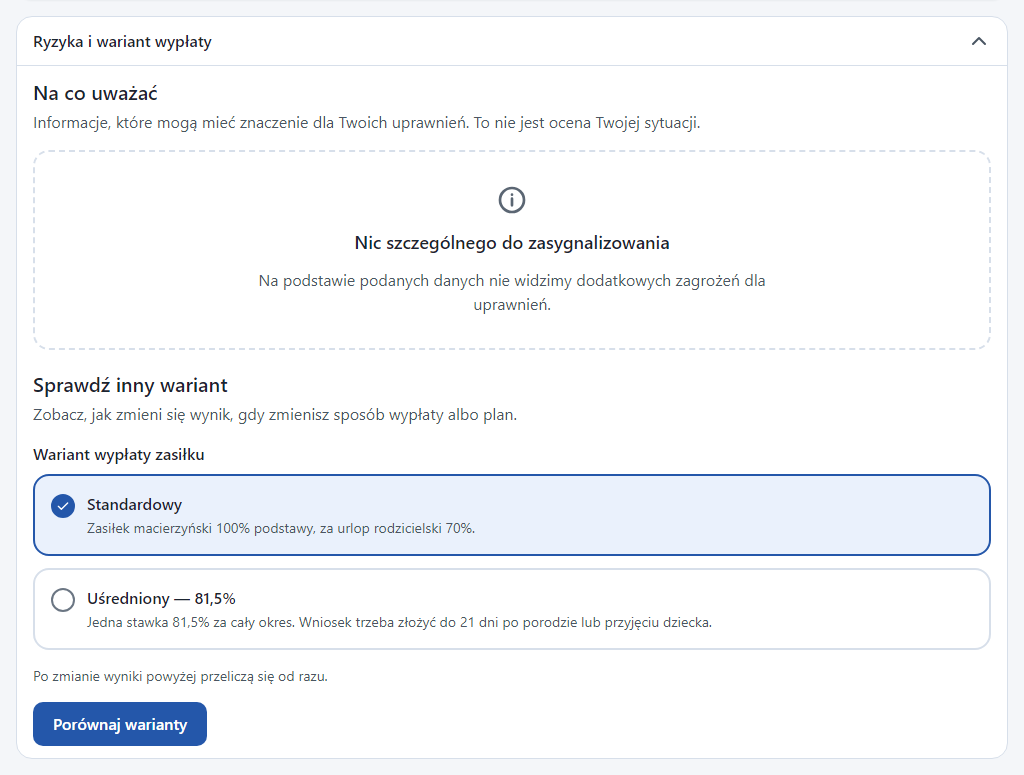 Ryzyka i wariant wypłaty
Na co uważać
Informacje, które mogą mieć znaczenie dla Twoich uprawnień. To nie jest ocena Twojej sytuacji.
Nic szczególnego do zasygnalizowania
Na podstawie podanych danych nie widzimy dodatkowych zagrożeń dla
uprawnień.
Sprawdź inny wariant
Zobacz, jak zmieni się wynik, gdy zmienisz sposób wypłaty albo plan.
Wariant wypłaty zasiłku
Standardowy
Zasiłek macierzyński 100% podstawy, za urlop rodzicielski 70%.
Uśredniony — 81,5%
Jedna stawka 81,5% za cały okres. Wniosek trzeba złożyć do 21 dni po porodzie lub przyjęciu dziecka.
Po zmianie wyniki powyżej przeliczą się od razu.
Porównaj warianty